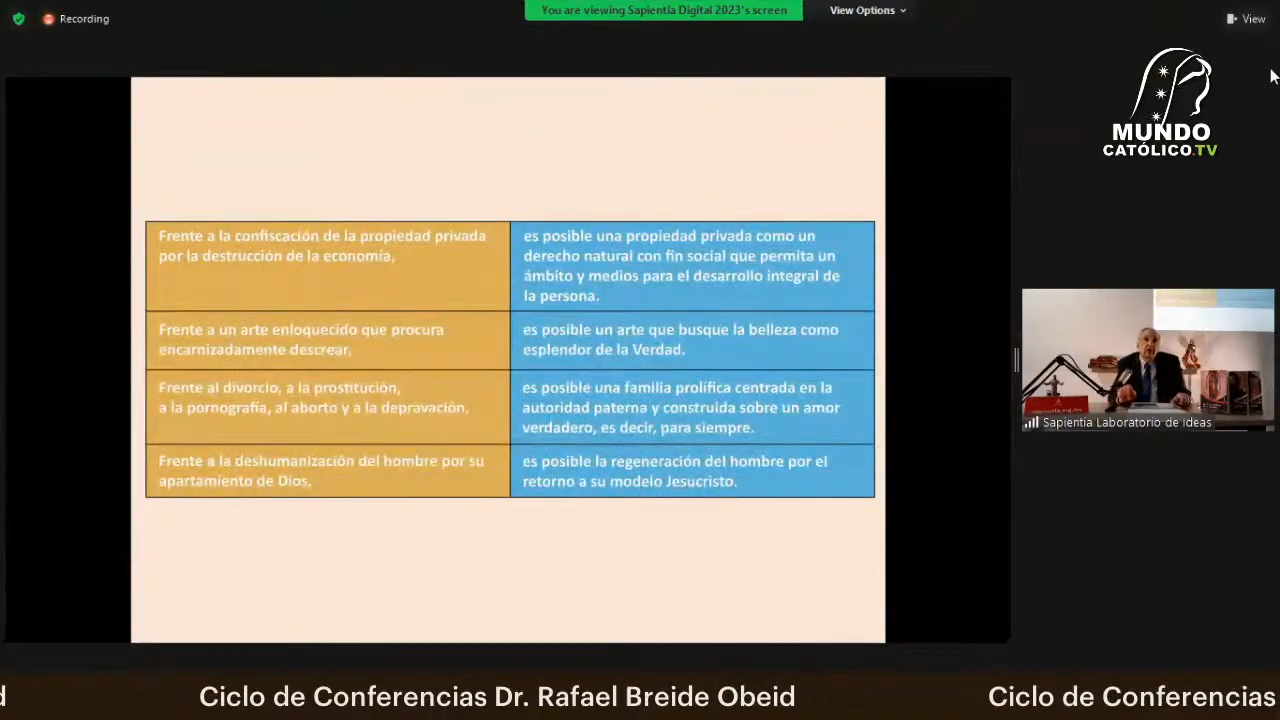 You are viewing Sapientia Digital 2023's screen
View Options
Recording
View
MUNDO
CATÓLICO.TV
Frente a la confiscación de la propiedad privada
por la destrucción de la economía,
es posible una propiedad privada como un
derecho natural con fin social que permita un
ámbito y medios para el desarrollo integral de
la persona.
Frente a un arte enloquecido que procura
encarnizadamente descrear,
es posible un arte que busque la belleza como
esplendor de la Verdad.
Frente al divorcio, a la prostitución,
a la pornografía, al aborto y a la depravación,
es posible una familia prolífica centrada en la
autoridad paterna y construida sobre un amor
verdadero, es decir, para siempre.
Frente a la deshumanización del hombre por su
apartamiento de Dios,
es posible la regeneración del hombre por el
retorno a su modelo Jesucristo.
Sapientia Laboratorio de Ideas
d
Ciclo de Conferencias Dr. Rafael Breide Obeid
Ciclo de Conferencias